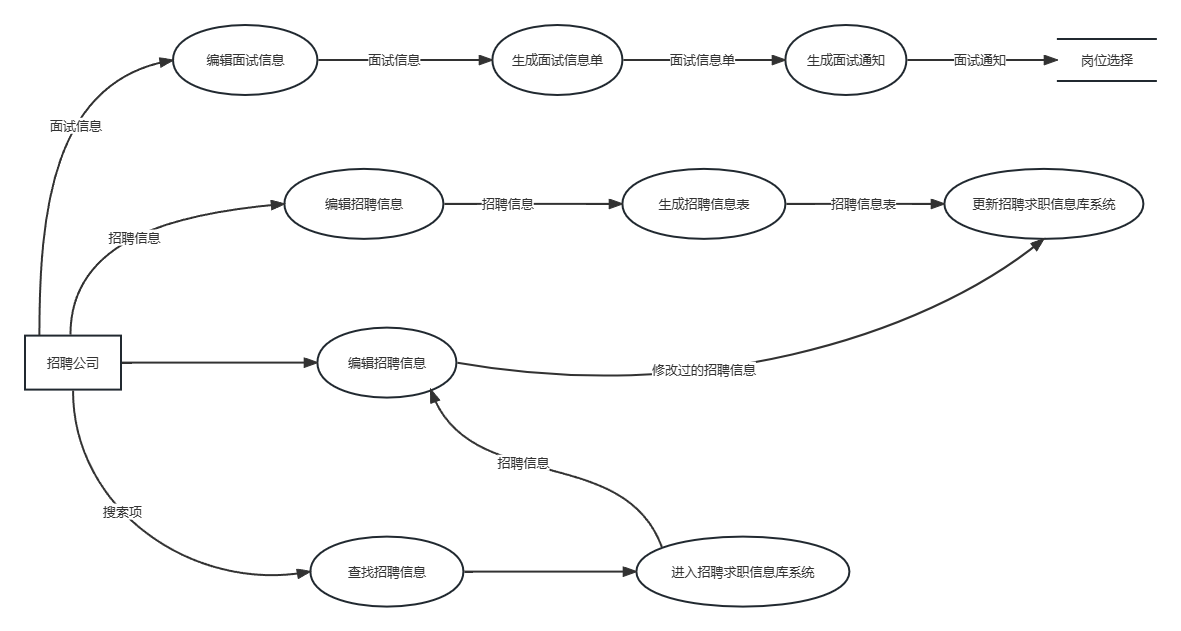 编辑面试信息
面试信息
生成面试信息单
面试信息单
生成面试通知
面试通知
岗位选择
面试信息
编辑招聘信息
招聘信息
生成招聘信息表
招聘信息表
更新招聘求职信息库系统
招聘信息
招聘公司
编辑招聘信息
修改过的招聘信息
招聘信息
搜索项
查找招聘信息
进入招聘求职信息库系统